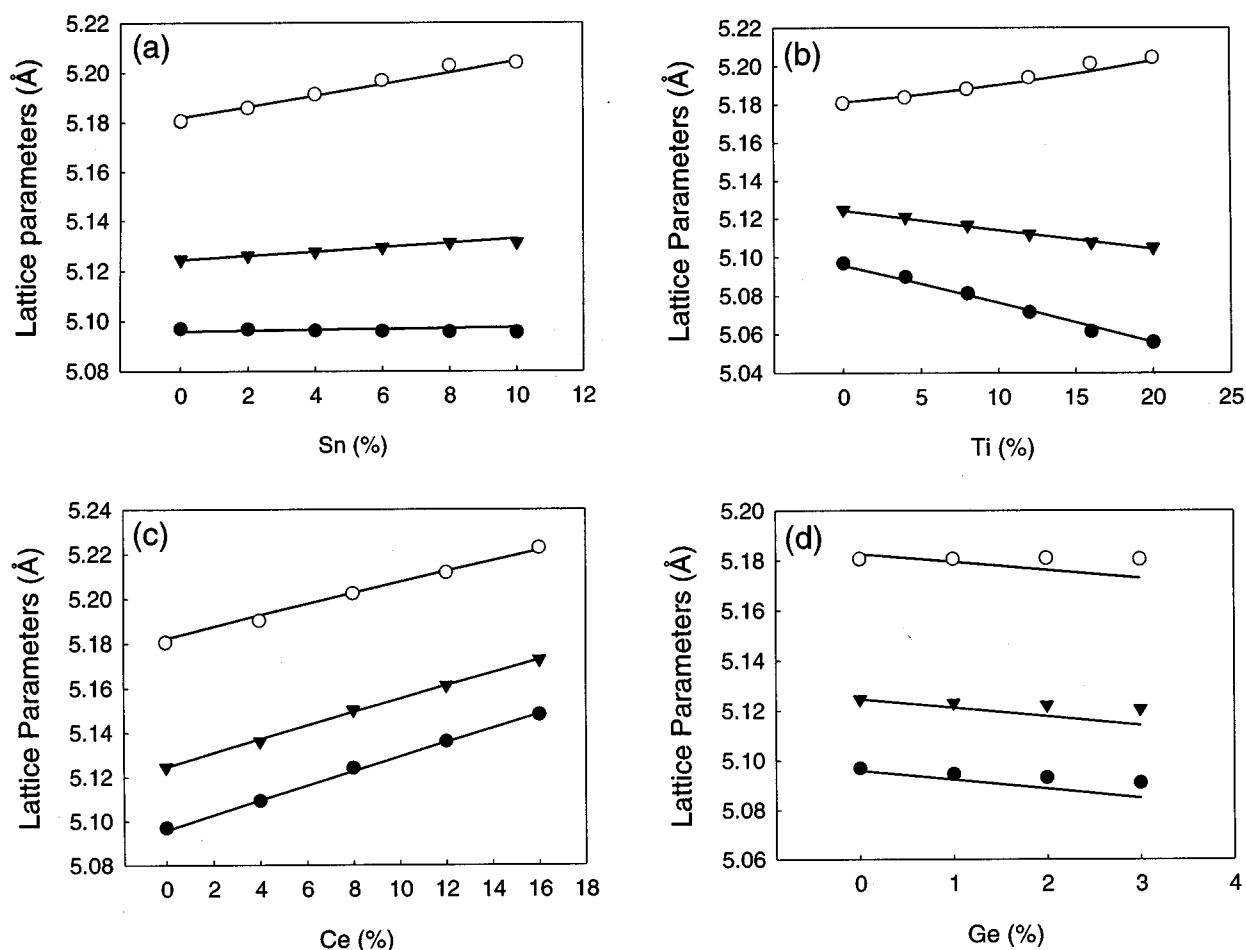 (a)
Lattice parameters (Å)
5.22
5.20
5.18
5.16
5.14
5.12
5.10
5.08
0 2 4 6 8 10 12
Sn (%)
(b)
Lattice Parameters (Å)
5.22
5.20
5.18
5.16
5.14
5.12
5.10
5.08
5.06
5.04
0 5 10 15 20 25
Ti (%)
(c)
Lattice Parameters (Å)
5.24
5.22
5.20
5.18
5.16
5.14
5.12
5.10
5.08
0 2 4 6 8 10 12 14 16 18
Ce (%)
(d)
Lattice Parameters (Å)
5.20
5.18
5.16
5.14
5.12
5.10
5.08
5.06
0 1 2 3 4
Ge (%)